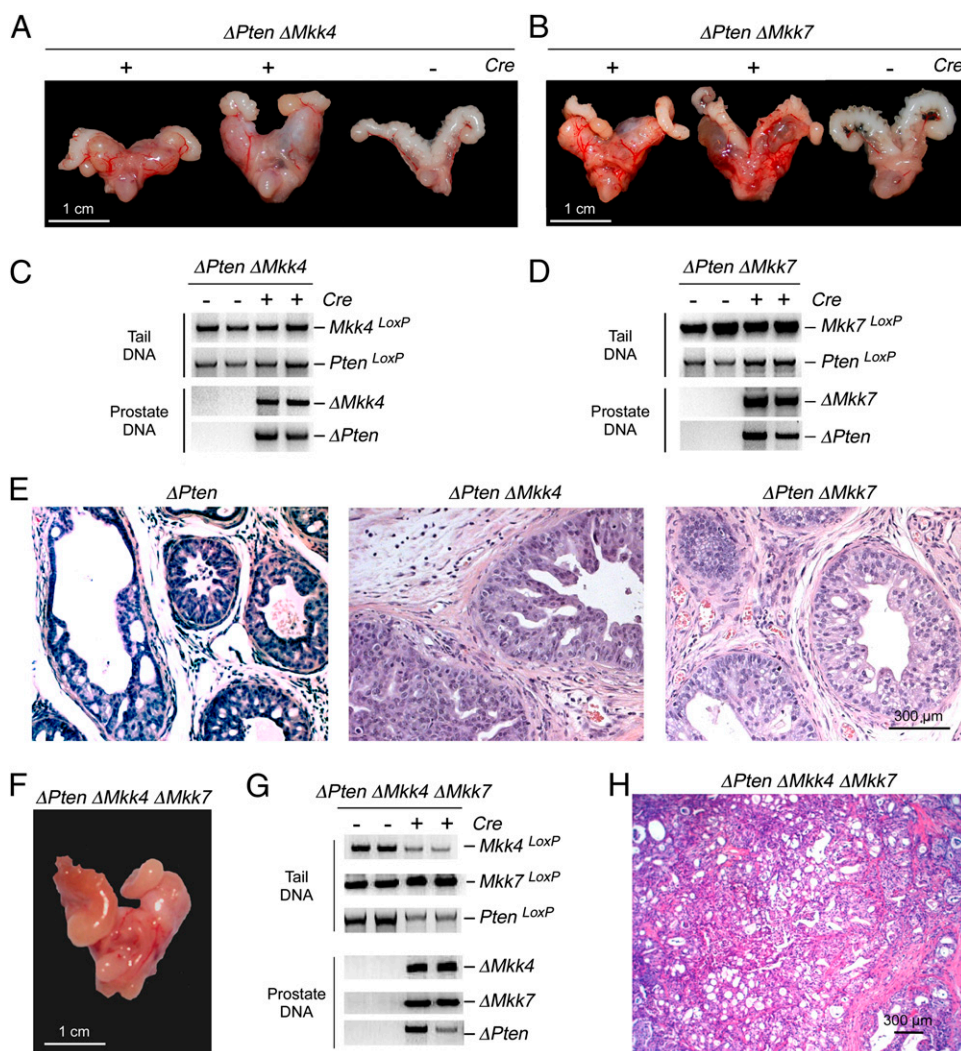 A
ΔPten ΔMkk4
+ + - Cre
1 cm
B
ΔPten ΔMkk7
+ + - Cre
1 cm
C
ΔPten ΔMkk4
- - + + Cre
Tail
DNA
Mkk4 LoxP
Pten LoxP
Prostate
DNA
ΔMkk4
ΔPten
D
ΔPten ΔMkk7
- - + + Cre
Tail
DNA
Mkk7 LoxP
Pten LoxP
Prostate
DNA
ΔMkk7
ΔPten
E
ΔPten
ΔPten ΔMkk4
ΔPten ΔMkk7
300 µm
F
ΔPten ΔMkk4 ΔMkk7
1 cm
G
ΔPten ΔMkk4 ΔMkk7
- - + + Cre
Tail
DNA
Mkk4 LoxP
Mkk7 LoxP
Pten LoxP
Prostate
DNA
ΔMkk4
ΔMkk7
ΔPten
H
ΔPten ΔMkk4 ΔMkk7
300 µm